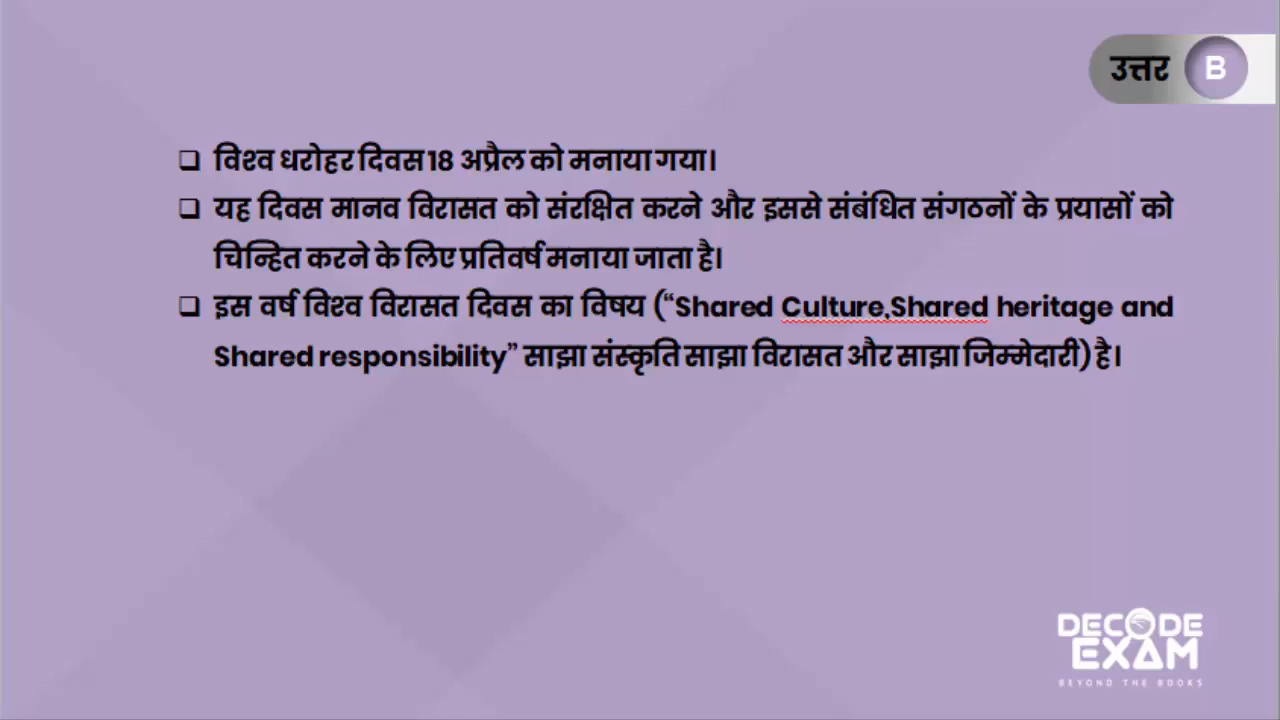 उत्तर B
विश्व धरोहर दिवस 18 अप्रैल को मनाया गया।
यह दिवस मानव विरासत को संरक्षित करने और इससे संबंधित संगठनों के प्रयासों को
चिन्हित करने के लिए प्रतिवर्ष मनाया जाता है।
इस वर्ष विश्व विरासत दिवस का विषय (“Shared Culture,Shared heritage and
Shared responsibility” साझा संस्कृति साझा विरासत और साझा जिम्मेदारी) है।
DECODE
EXAM
BEYOND THE BOOKS